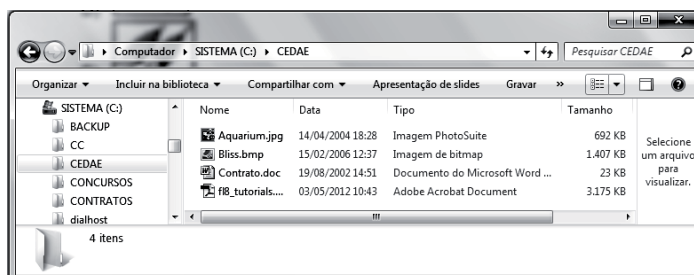 Computador ▸ SISTEMA (C:) ▸ CEDAE
Pesquisar CEDAE
Organizar Incluir na biblioteca Compartilhar com Apresentação de slides Gravar »
SISTEMA (C:)
BACKUP
CC
CEDAE
CONCURSOS
CONTRATOS
dialhost
Nome Data Tipo Tamanho
Aquarium.jpg 14/04/2004 18:28 Imagem PhotoSuite 692 KB
Bliss.bmp 15/02/2006 12:37 Imagem de bitmap 1.407 KB
Contrato.doc 19/08/2002 14:51 Documento do Microsoft Word ... 23 KB
fl8_tutorials.... 03/05/2012 10:43 Adobe Acrobat Document 3.175 KB
Selecione
um arquivo
para
visualizar.
4 itens